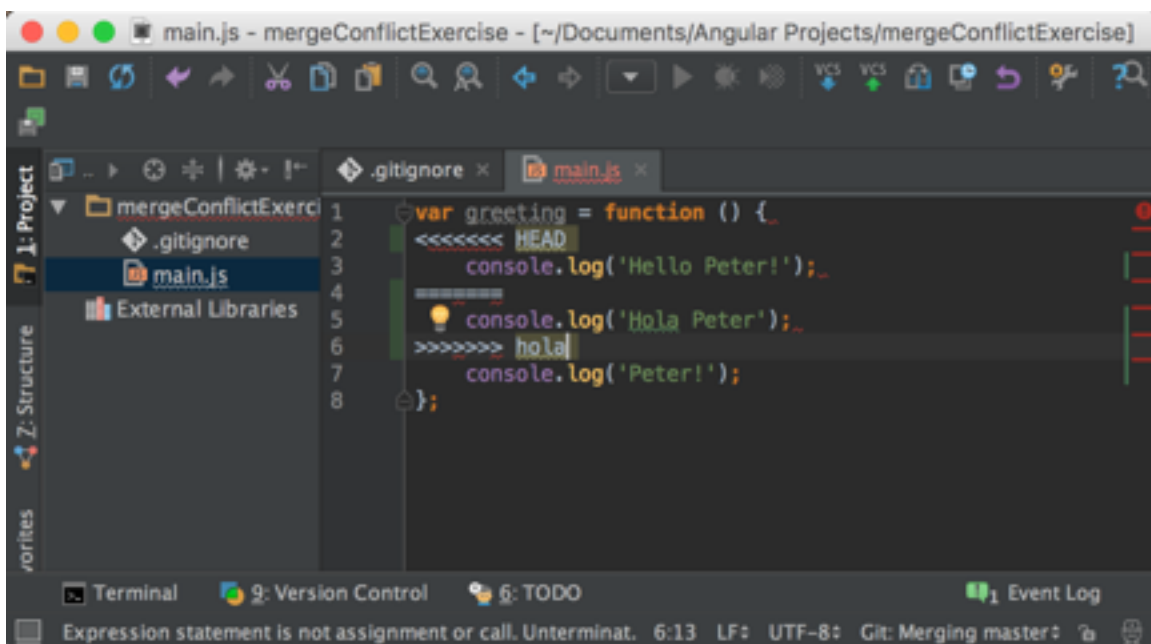 main.js - mergeConflictExercise - [~/Documents/Angular Projects/mergeConflictExercise]
VCS VCS
1: Project
Z: Structure
vorites
mergeConflictExerci
.gitignore
main.js
External Libraries
.gitignore × main.js ×
1 var greeting = function () {
2 <<<<<<< HEAD
3 console.log('Hello Peter!');
4 =======
5 console.log('Hola Peter');
6 >>>>>>> hola
7 console.log('Peter!');
8 };
Terminal 9: Version Control 6: TODO 1 Event Log
Expression statement is not assignment or call. Unterminat. 6:13 LF UTF-8 Git: Merging master